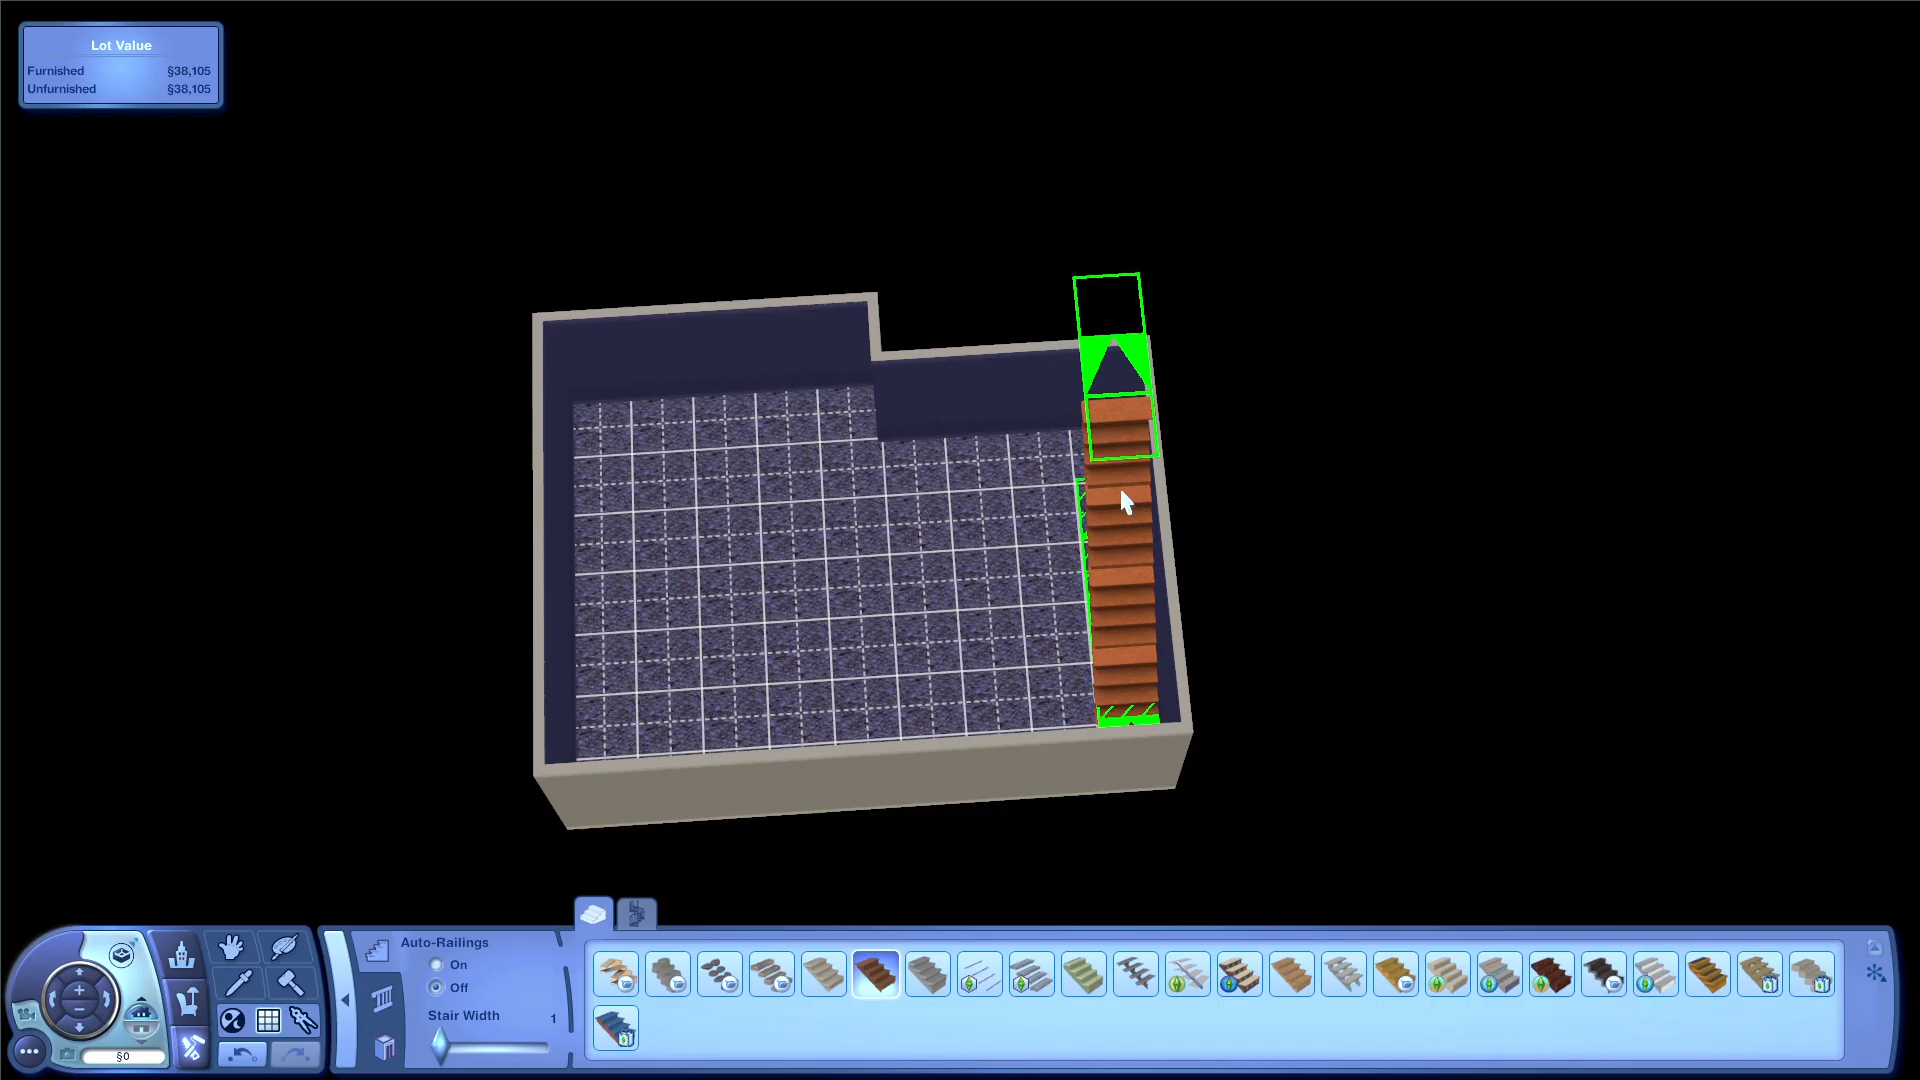 Lot Value
Furnished §38,105
Unfurnished §38,105
Auto-Railings
On
Off
Stair Width 1
§0